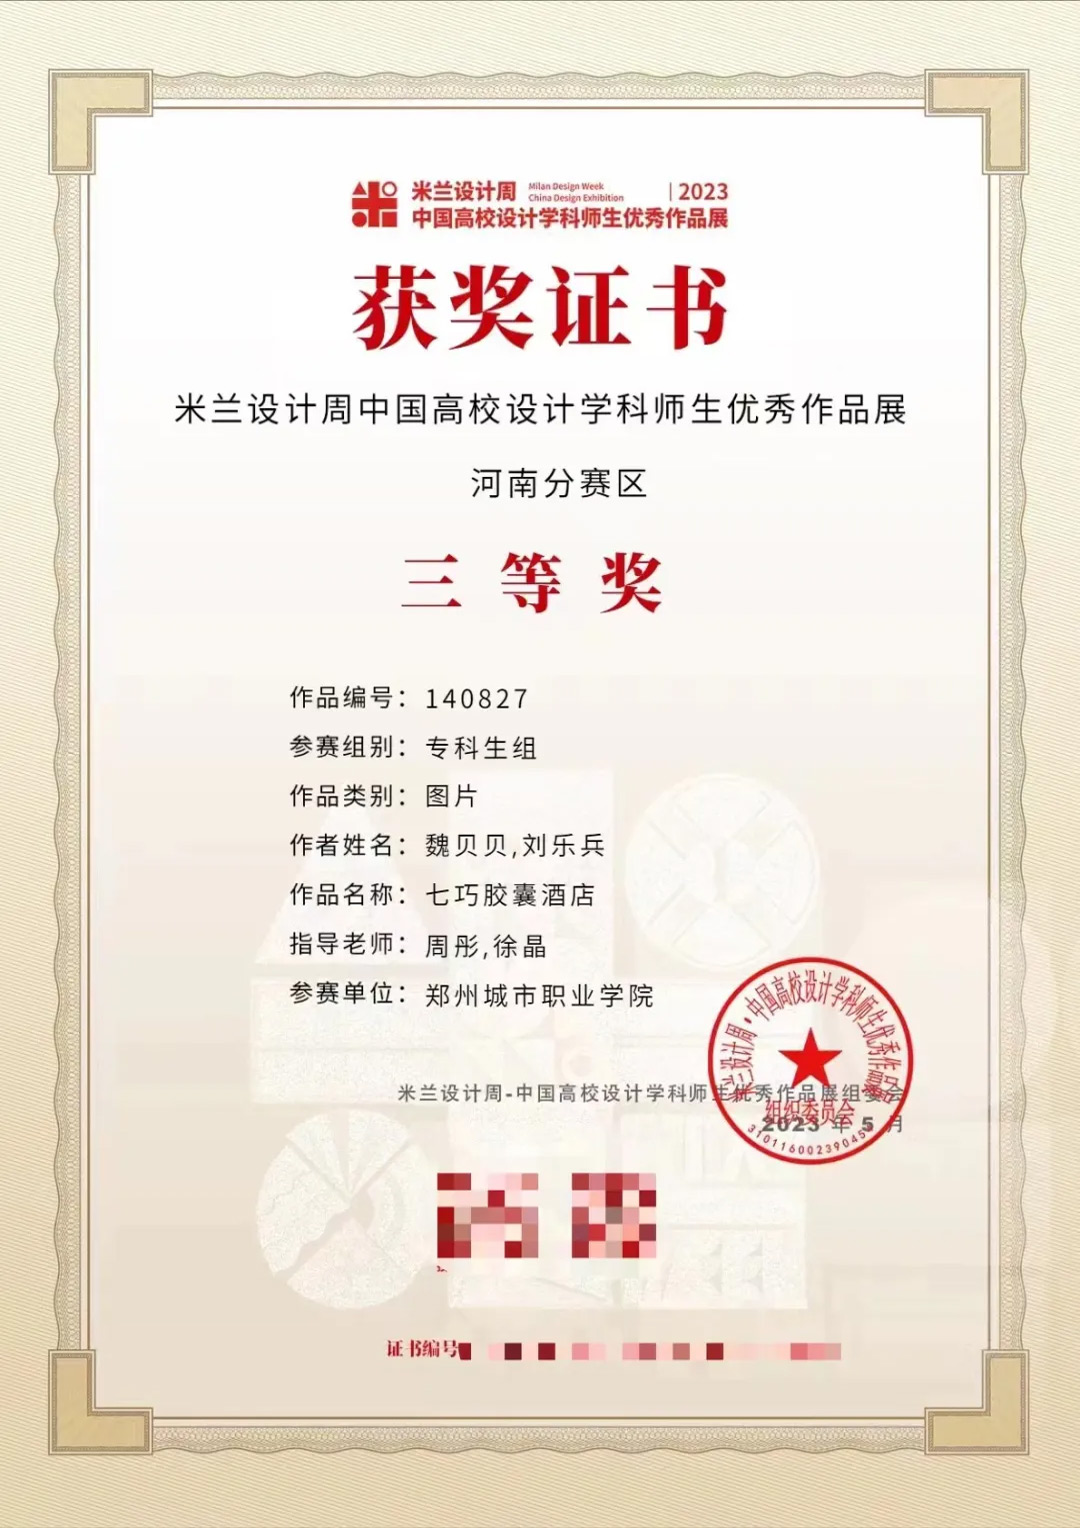 米兰设计周 Milan Design Week China Design Exhibition | 2023
中国高校设计学科师生优秀作品展
获奖证书
米兰设计周中国高校设计学科师生优秀作品展
河南分赛区
三等奖
作品编号：140827
参赛组别：专科生组
作品类别：图片
作者姓名：魏贝贝,刘乐兵
作品名称：七巧胶囊酒店
指导老师：周彤,徐晶
参赛单位：郑州城市职业学院
米兰设计周-中国高校设计学科师生优秀作品展组委会
2023 年 5 月
米兰设计周·中国高校设计学科师生优秀作品展
组织委员会
证书编号